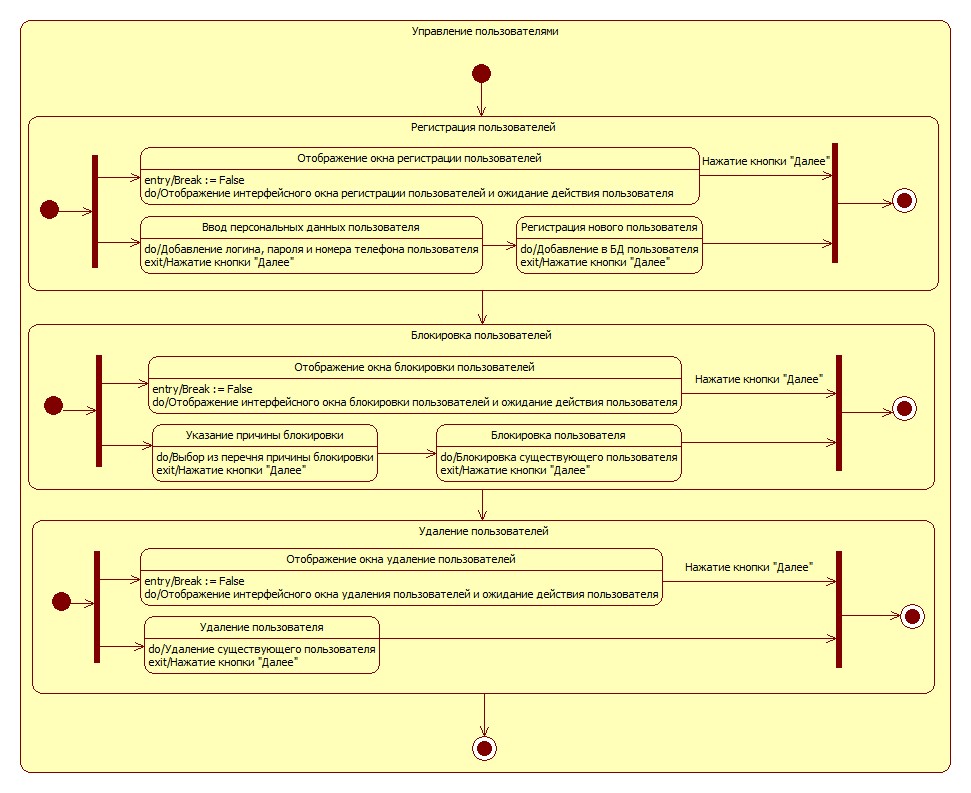 Управление пользователями
Регистрация пользователей
Отображение окна регистрации пользователей
entry/Break := False
do/Отображение интерфейсного окна регистрации пользователей и ожидание действия пользователя
Нажатие кнопки "Далее"
Ввод персональных данных пользователя
do/Добавление логина, пароля и номера телефона пользователя
exit/Нажатие кнопки "Далее"
Регистрация нового пользователя
do/Добавление в БД пользователя
exit/Нажатие кнопки "Далее"
Блокировка пользователей
Отображение окна блокировки пользователей
entry/Break := False
do/Отображение интерфейсного окна блокировки пользователей и ожидание действия пользователя
Нажатие кнопки "Далее"
Указание причины блокировки
do/Выбор из перечня причины блокировки
exit/Нажатие кнопки "Далее"
Блокировка пользователя
do/Блокировка существующего пользователя
exit/Нажатие кнопки "Далее"
Удаление пользователей
Отображение окна удаление пользователей
entry/Break := False
do/Отображение интерфейсного окна удаления пользователей и ожидание действия пользователя
Нажатие кнопки "Далее"
Удаление пользователя
do/Удаление существующего пользователя
exit/Нажатие кнопки "Далее"